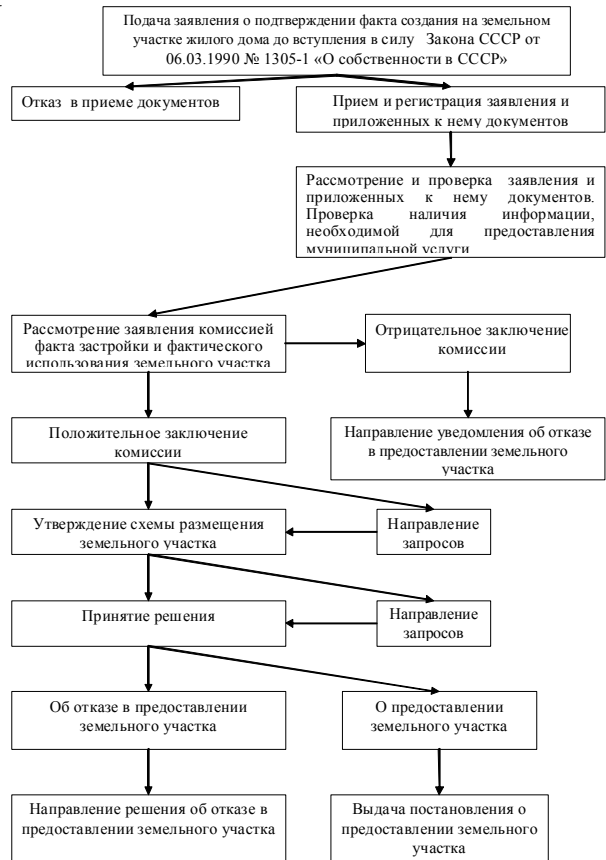 Подача заявления о подтверждении факта создания на земельном
участке жилого дома до вступления в силу Закона СССР от
06.03.1990 № 1305-1 «О собственности в СССР»
Отказ в приеме документов
Прием и регистрация заявления и
приложенных к нему документов
Рассмотрение и проверка заявления и
приложенных к нему документов.
Проверка наличия информации,
необходимой для предоставления
муниципальной услуги
Рассмотрение заявления комиссией
факта застройки и фактического
использования земельного участка
Отрицательное заключение
комиссии
Положительное заключение
комиссии
Направление уведомления об отказе
в предоставлении земельного
участка
Утверждение схемы размещения
земельного участка
Направление
запросов
Принятие решения
Направление
запросов
Об отказе в предоставлении
земельного участка
О предоставлении
земельного участка
Направление решения об отказе в
предоставлении земельного участка
Выдача постановления о
предоставлении земельного
участка